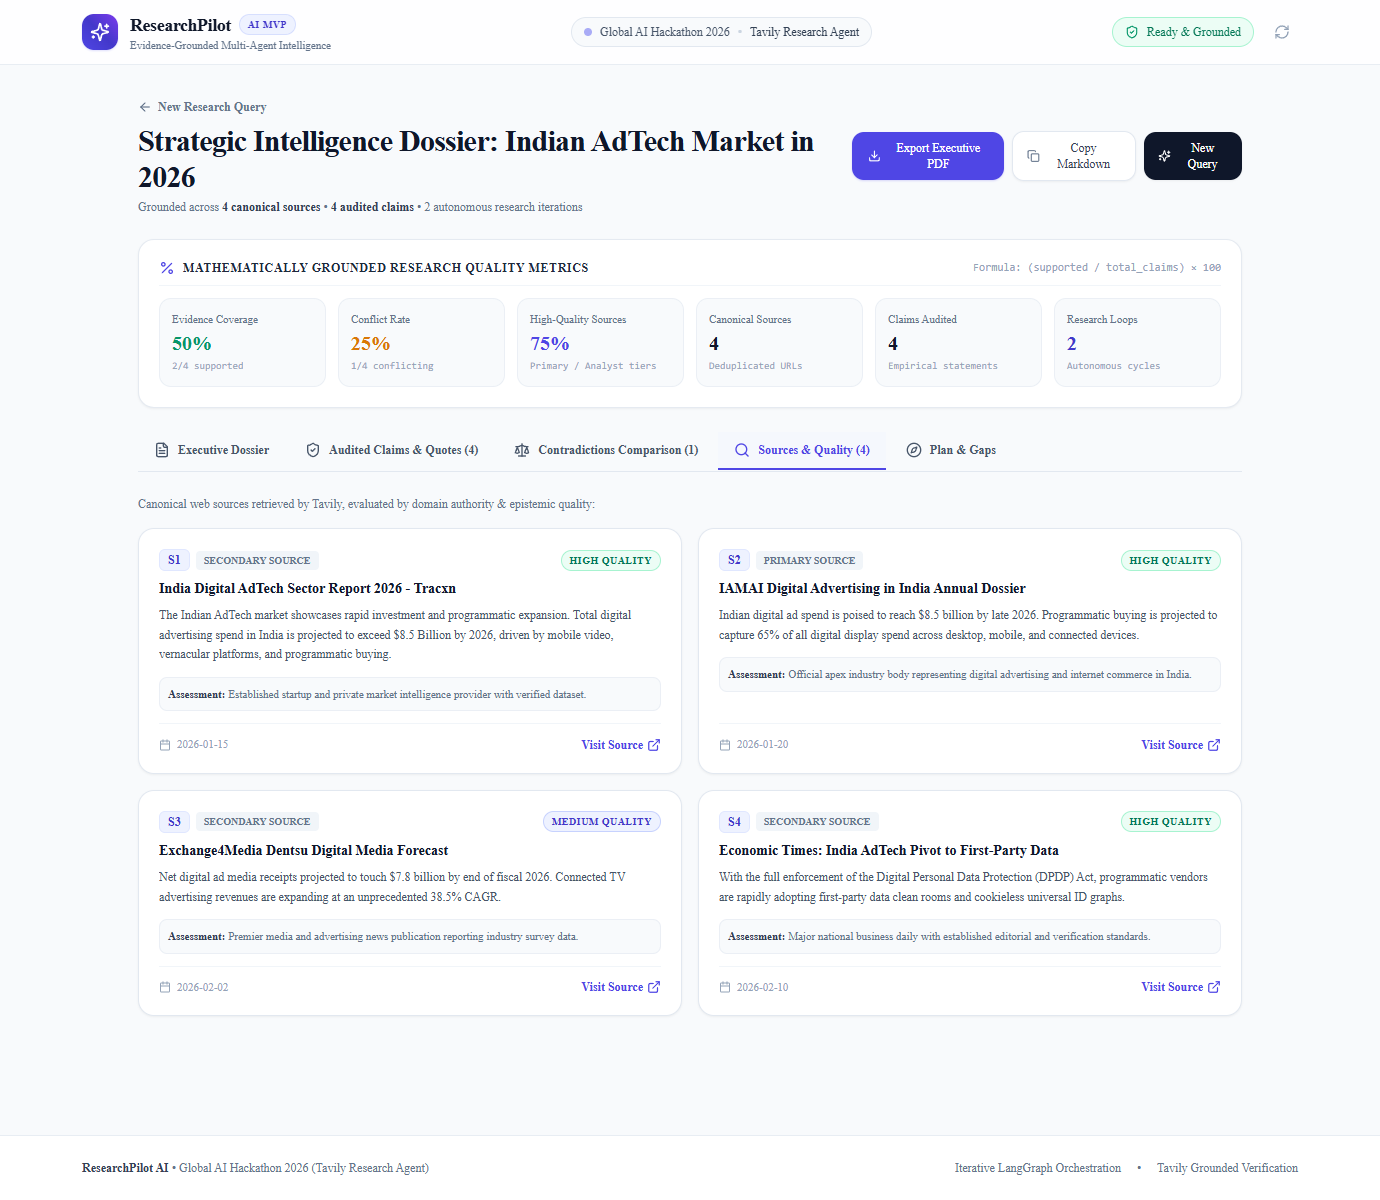 ResearchPilot AI MVP
Evidence-Grounded Multi-Agent Intelligence
Global AI Hackathon 2026 • Tavily Research Agent
Ready & Grounded
New Research Query
Strategic Intelligence Dossier: Indian AdTech Market in
2026
Grounded across 4 canonical sources • 4 audited claims • 2 autonomous research iterations
Export Executive
PDF
Copy
Markdown
New
Query
MATHEMATICALLY GROUNDED RESEARCH QUALITY METRICS
Formula: (supported / total_claims) × 100
Evidence Coverage
50%
2/4 supported
Conflict Rate
25%
1/4 conflicting
High-Quality Sources
75%
Primary / Analyst tiers
Canonical Sources
4
Deduplicated URLs
Claims Audited
4
Empirical statements
Research Loops
2
Autonomous cycles
Executive Dossier
Audited Claims & Quotes (4)
Contradictions Comparison (1)
Sources & Quality (4)
Plan & Gaps
Canonical web sources retrieved by Tavily, evaluated by domain authority & epistemic quality:
S1 SECONDARY SOURCE HIGH QUALITY
India Digital AdTech Sector Report 2026 - Tracxn
The Indian AdTech market showcases rapid investment and programmatic expansion. Total digital
advertising spend in India is projected to exceed $8.5 Billion by 2026, driven by mobile video,
vernacular platforms, and programmatic buying.
Assessment: Established startup and private market intelligence provider with verified dataset.
2026-01-15 Visit Source
S2 PRIMARY SOURCE HIGH QUALITY
IAMAI Digital Advertising in India Annual Dossier
Indian digital ad spend is poised to reach $8.5 billion by late 2026. Programmatic buying is projected to
capture 65% of all digital display spend across desktop, mobile, and connected devices.
Assessment: Official apex industry body representing digital advertising and internet commerce in India.
2026-01-20 Visit Source
S3 SECONDARY SOURCE MEDIUM QUALITY
Exchange4Media Dentsu Digital Media Forecast
Net digital ad media receipts projected to touch $7.8 billion by end of fiscal 2026. Connected TV
advertising revenues are expanding at an unprecedented 38.5% CAGR.
Assessment: Premier media and advertising news publication reporting industry survey data.
2026-02-02 Visit Source
S4 SECONDARY SOURCE HIGH QUALITY
Economic Times: India AdTech Pivot to First-Party Data
With the full enforcement of the Digital Personal Data Protection (DPDP) Act, programmatic vendors
are rapidly adopting first-party data clean rooms and cookieless universal ID graphs.
Assessment: Major national business daily with established editorial and verification standards.
2026-02-10 Visit Source
ResearchPilot AI • Global AI Hackathon 2026 (Tavily Research Agent)
Iterative LangGraph Orchestration • Tavily Grounded Verification